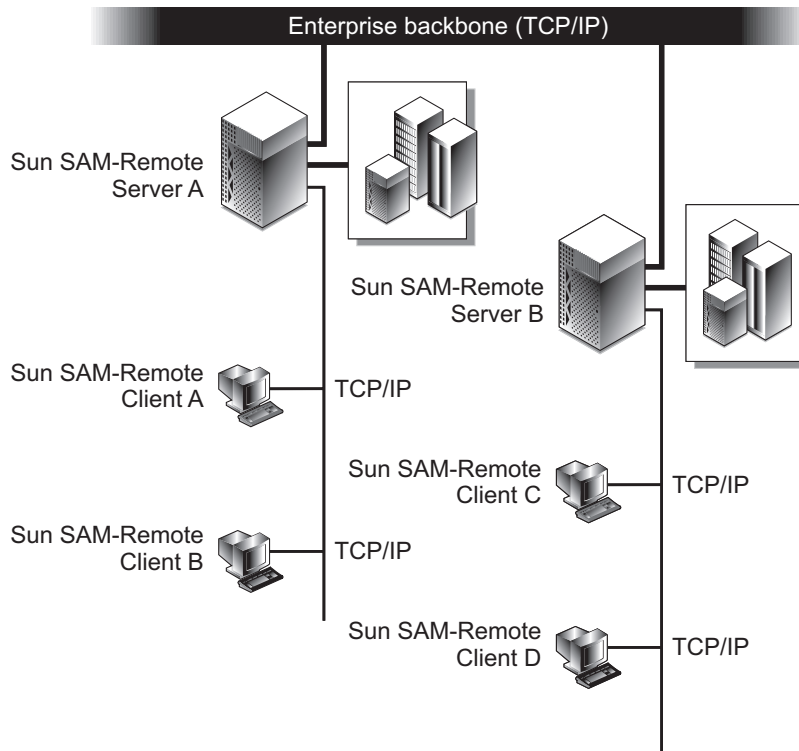 Enterprise backbone (TCP/IP)
Sun SAM-Remote
Server A
Sun SAM-Remote
Server B
Sun SAM-Remote
Client A
TCP/IP
Sun SAM-Remote
Client C
TCP/IP
Sun SAM-Remote
Client B
TCP/IP
Sun SAM-Remote
Client D
TCP/IP